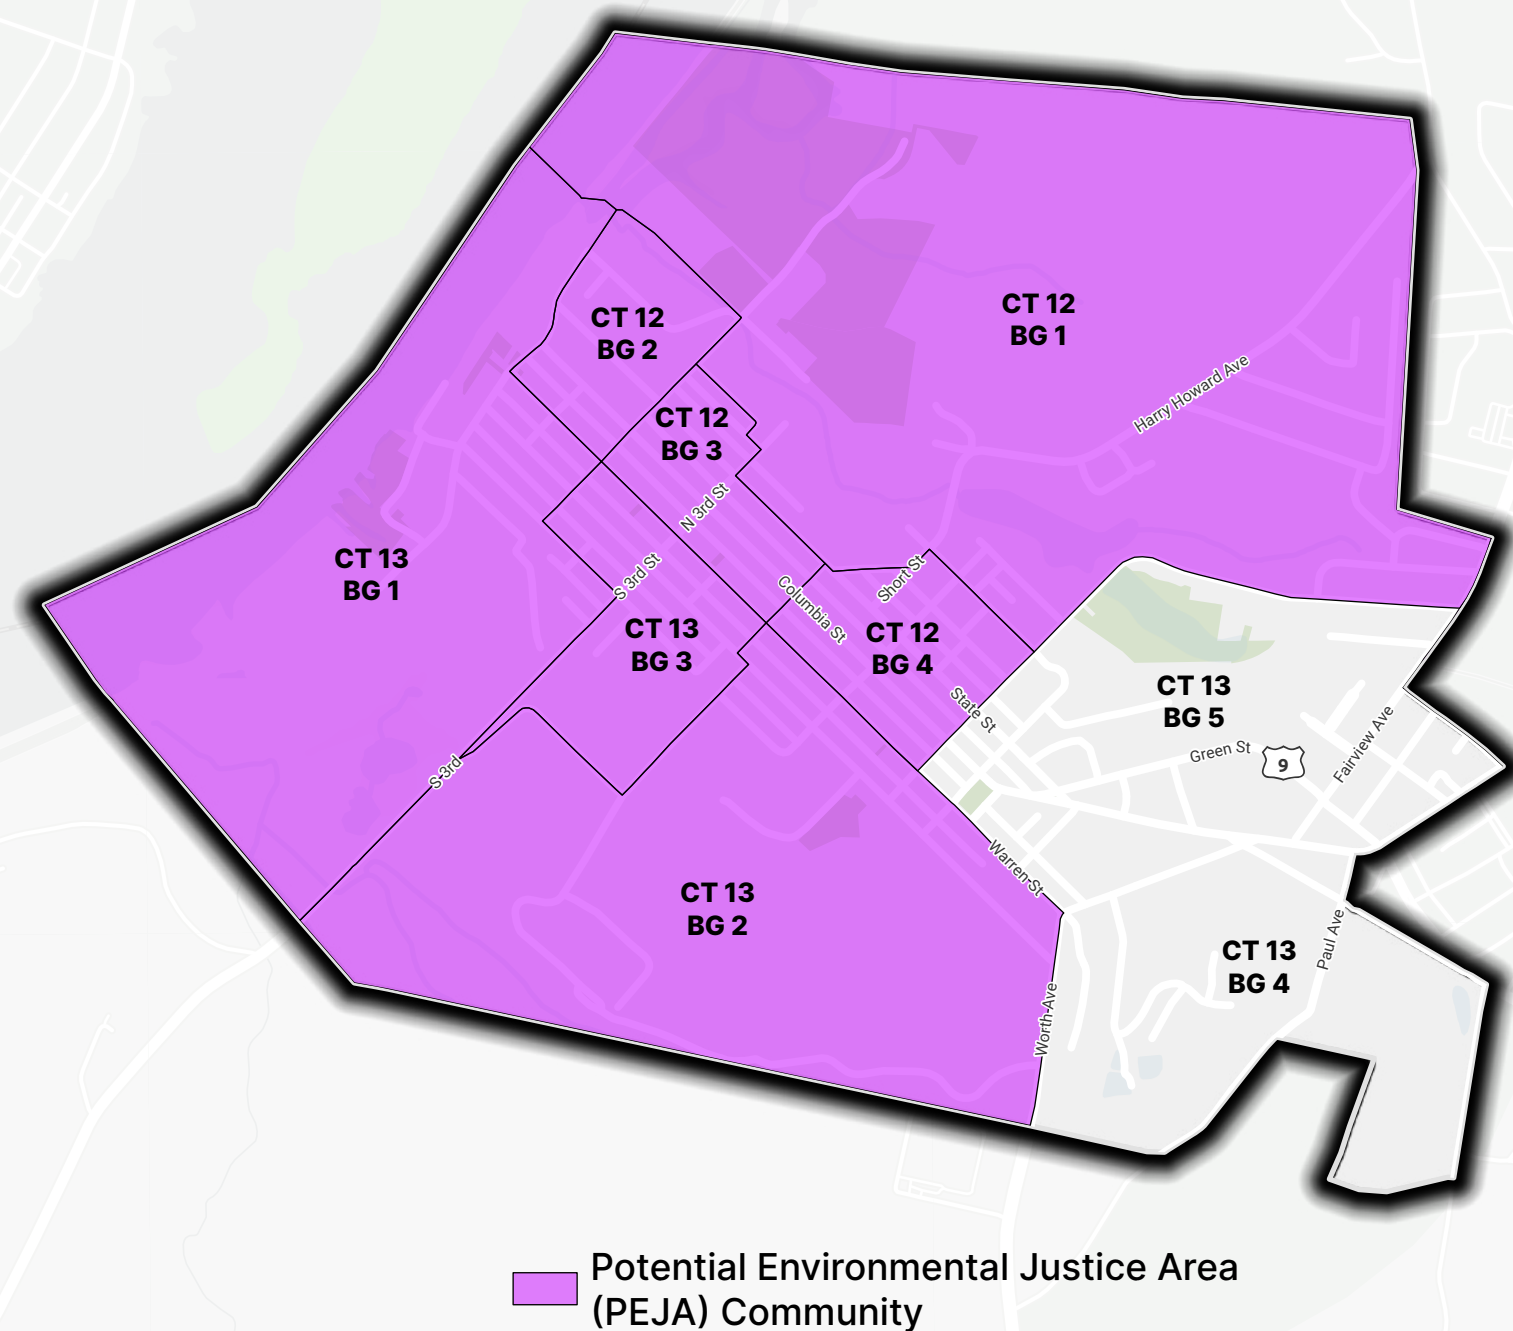 CT 12
BG 1
CT 12
BG 2
Harry Howard Ave
CT 12
BG 3
N 3rd St
CT 13
BG 1
S 3rd St
Short St
Columbia St
CT 13
BG 3
CT 12
BG 4
CT 13
BG 5
State St
Green St
9
Fairview Ave
S 3rd
Warren St
CT 13
BG 2
Paul Ave
CT 13
BG 4
Worth Ave
Potential Environmental Justice Area
(PEJA) Community